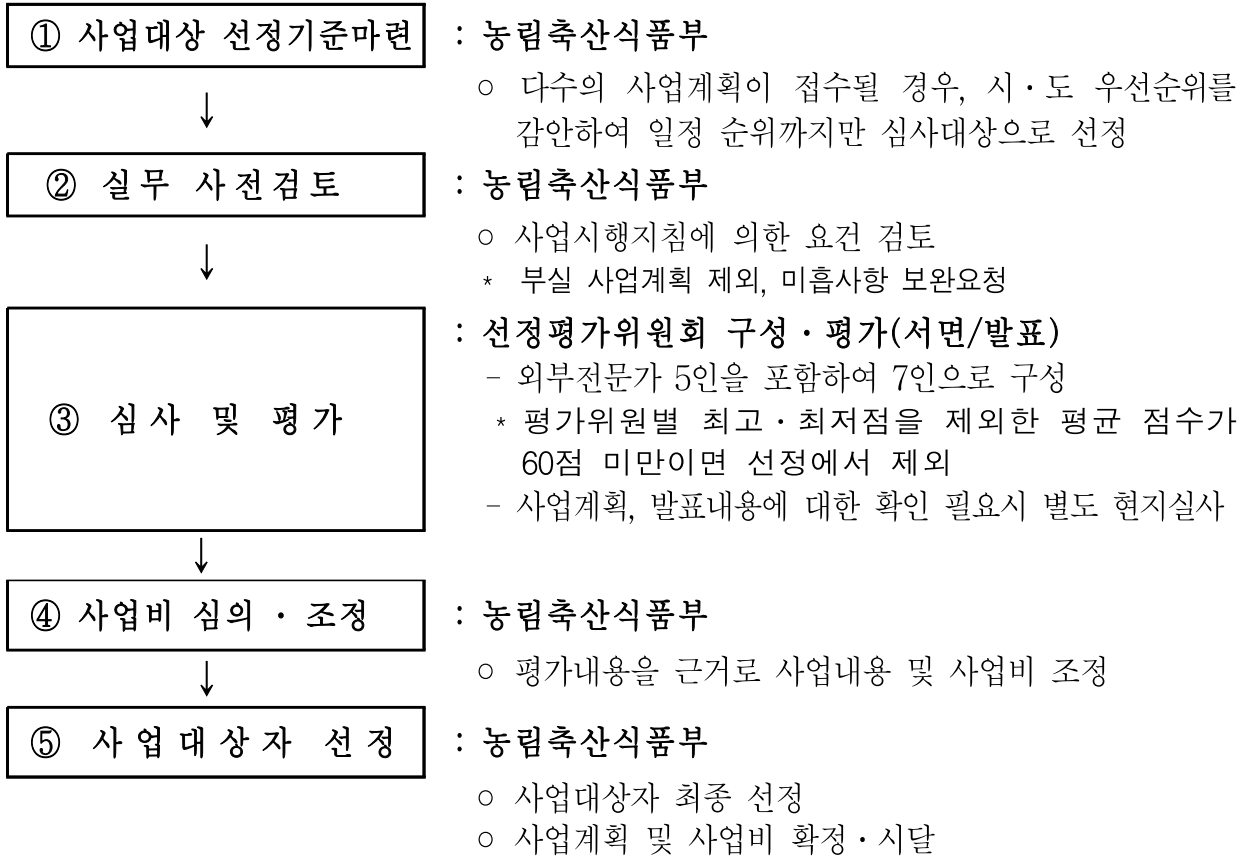 ① 사업대상 선정기준마련 : 농림축산식품부
○ 다수의 사업계획이 접수될 경우, 시・도 우선순위를
감안하여 일정 순위까지만 심사대상으로 선정
↓
② 실무 사전검토 : 농림축산식품부
○ 사업시행지침에 의한 요건 검토
* 부실 사업계획 제외, 미흡사항 보완요청
↓
③ 심사 및 평가 : 선정평가위원회 구성・평가(서면/발표)
- 외부전문가 5인을 포함하여 7인으로 구성
* 평가위원별 최고・최저점을 제외한 평균 점수가
60점 미만이면 선정에서 제외
- 사업계획, 발표내용에 대한 확인 필요시 별도 현지실사
↓
④ 사업비 심의・조정 : 농림축산식품부
○ 평가내용을 근거로 사업내용 및 사업비 조정
↓
⑤ 사업대상자 선정 : 농림축산식품부
○ 사업대상자 최종 선정
○ 사업계획 및 사업비 확정・시달